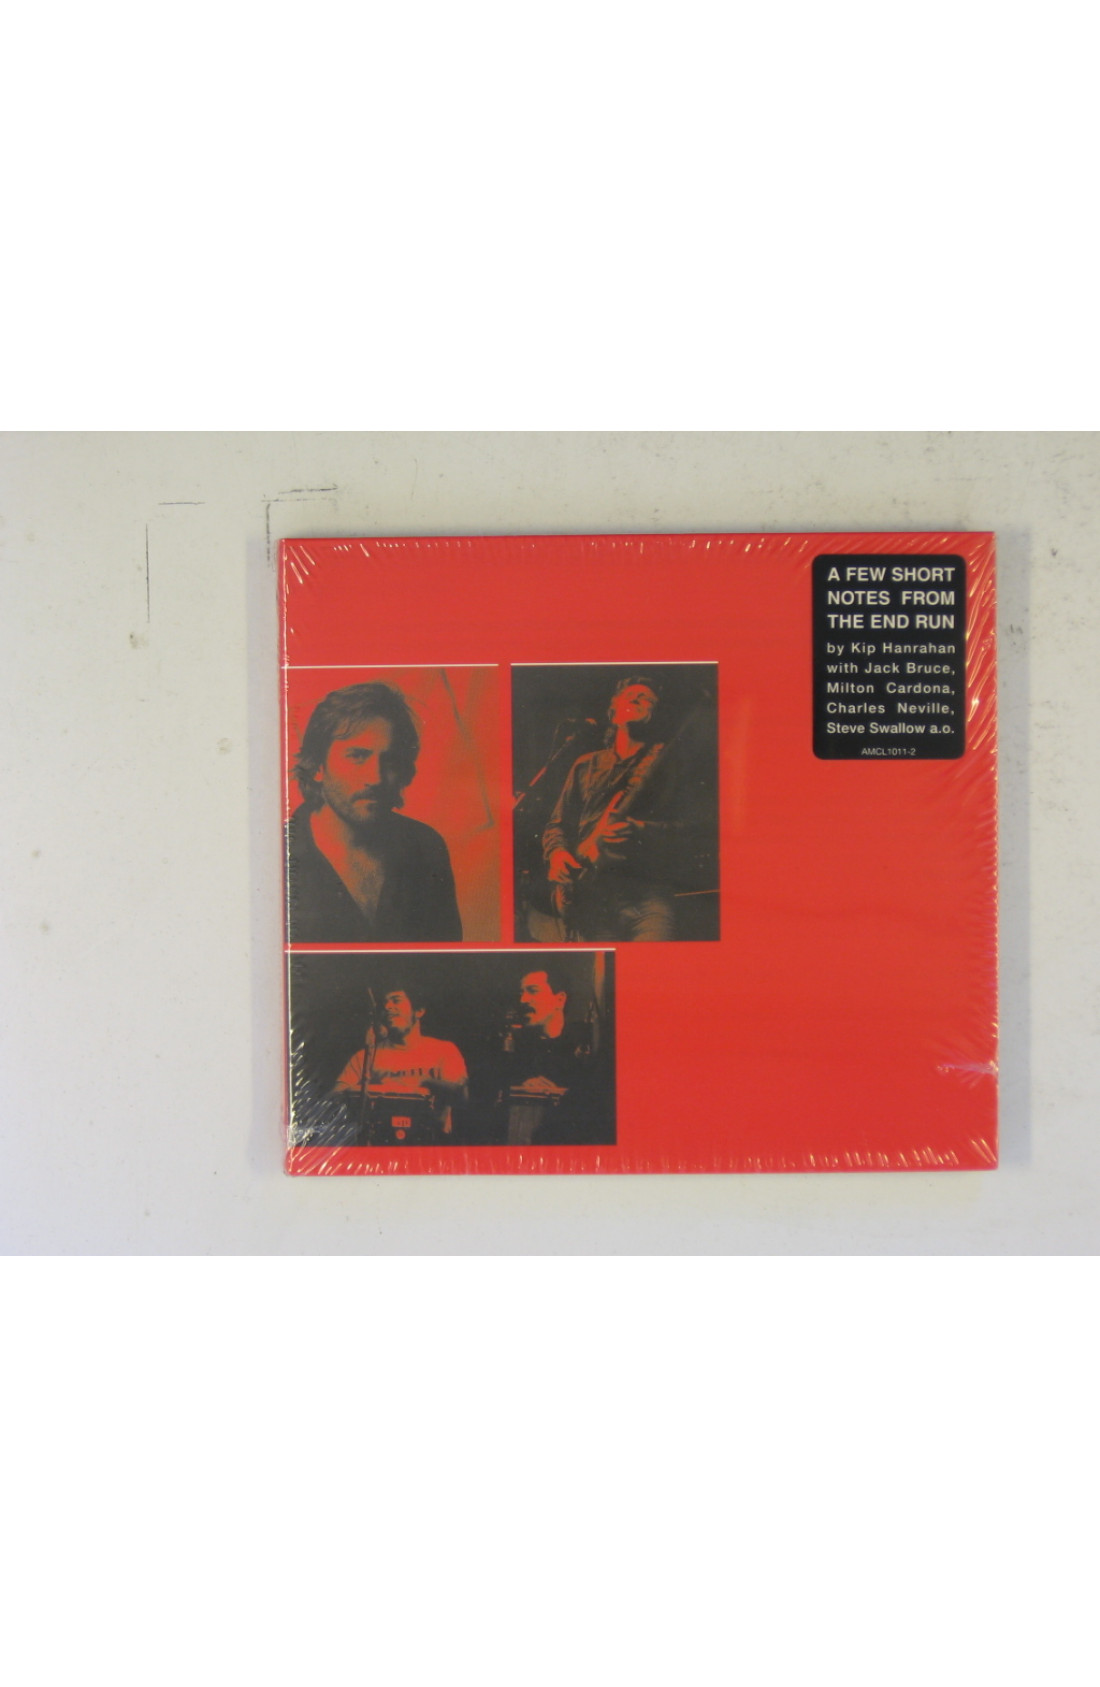 A FEW SHORT
NOTES FROM
THE END RUN
by Kip Hanrahan
with Jack Bruce,
Milton Cardona,
Charles Neville,
Steve Swallow a.o.
AMCL1011-2